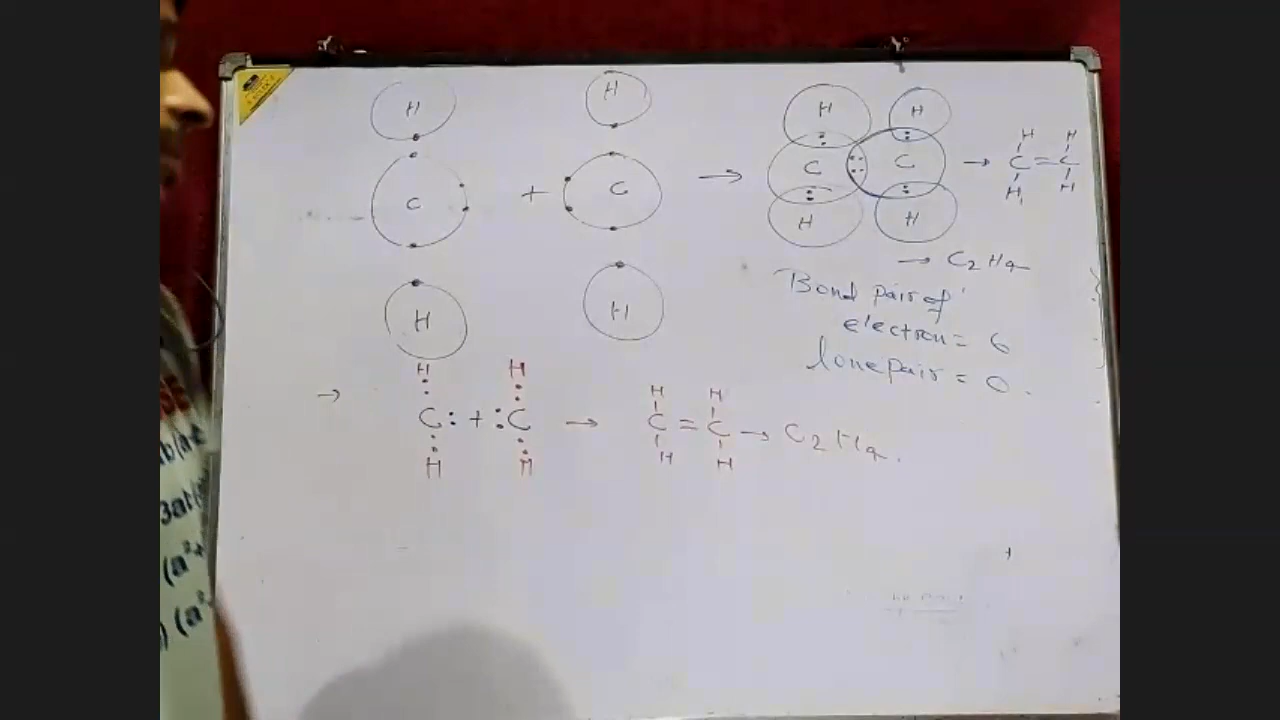 H H H H
C + C → C C → C = C
H H H H
H H H H
→ C2H4
Bond pair of
electron = 6
lone pair = 0.
H H H H
→ C: + :C → C = C → C2H4.
H H H H